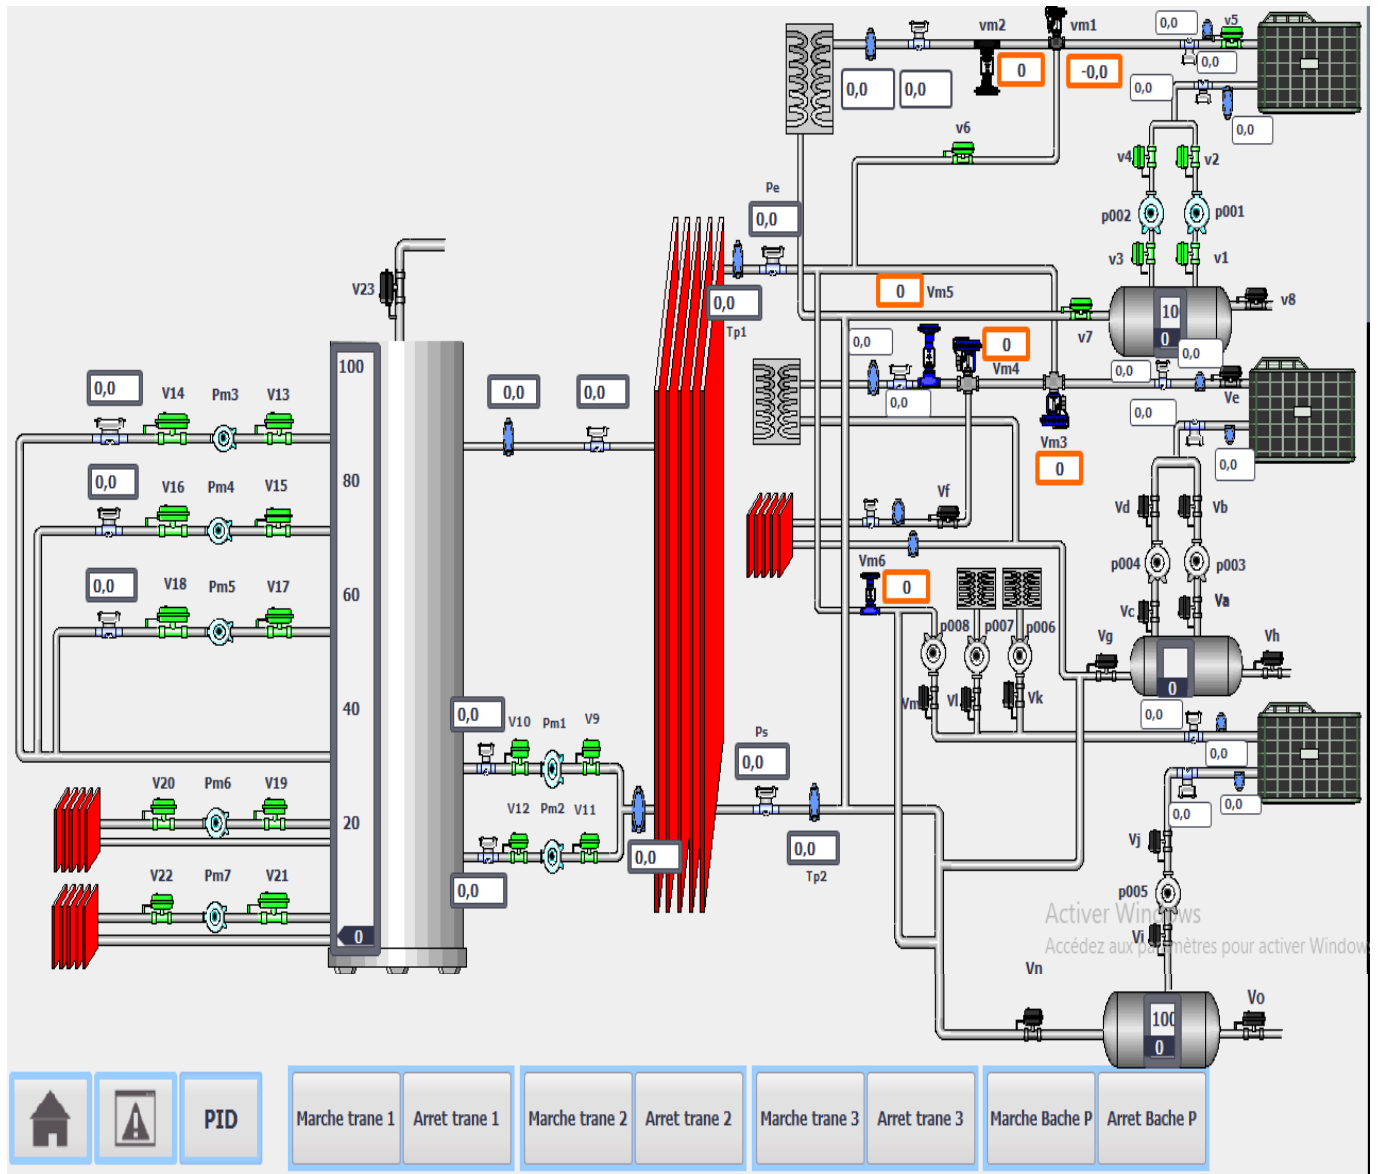 vm2
vm1
0,0
v5
0,0
0
-0,0
0,0
0,0
0,0
0,0
v6
v4
v2
Pe
0,0
p002
p001
v3
v1
V23
0
Vm5
10
0
v8
0,0
Tp1
v7
0,0
0
0,0
100
Vm4
0,0
Ve
0,0
0,0
0,0
0,0
V14
Pm3
V13
0,0
Vm3
0
0,0
80
0,0
V16
Pm4
V15
Vf
Vd
Vb
Vm6
p004
p003
0,0
V18
Pm5
V17
60
0
Vc
Va
p008
p007
p006
Vg
Vh
0
Vm
Vl
Vk
40
0,0
V10
Pm1
V9
0,0
Ps
0,0
0,0
V20
Pm6
V19
20
V12
Pm2
V11
0,0
0,0
Vj
0,0
0,0
Tp2
V22
Pm7
V21
0,0
p005
Activer Windows
Vi
Accédez aux paramètres pour activer Window
0
Vn
Vo
100
0
PID
Marche trane 1
Arret trane 1
Marche trane 2
Arret trane 2
Marche trane 3
Arret trane 3
Marche Bache P
Arret Bache P